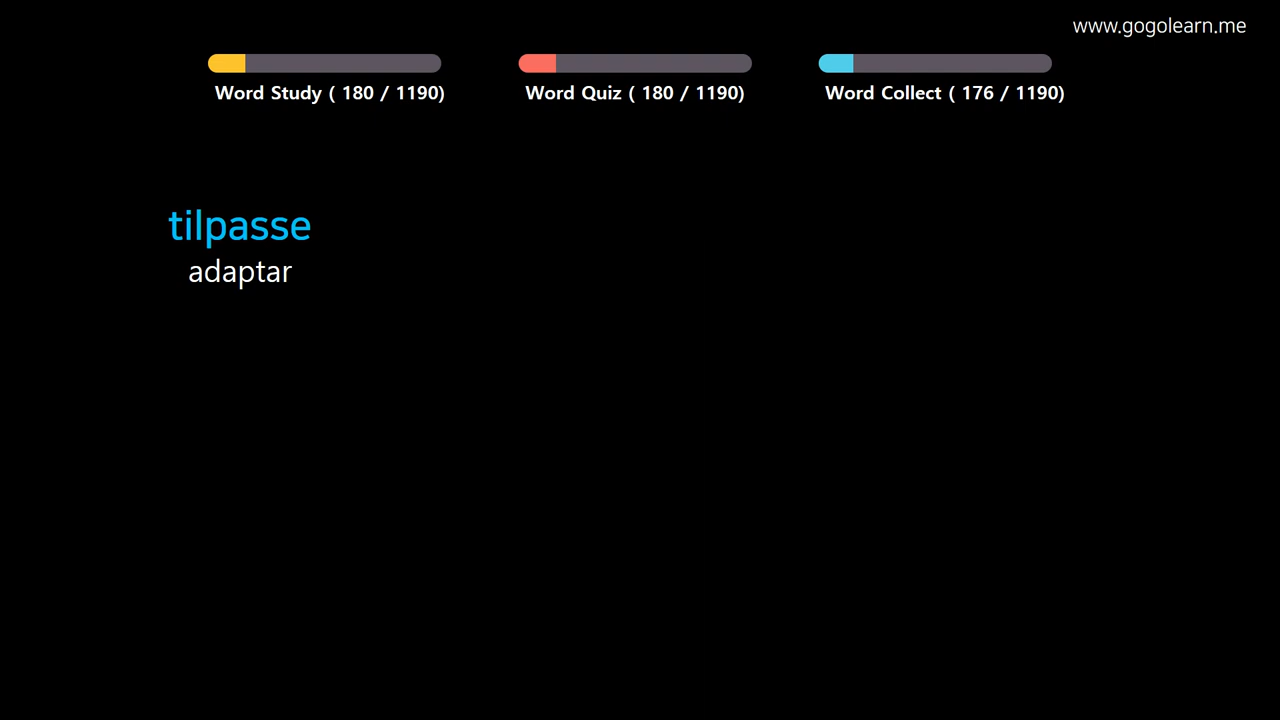 www.gogolearn.me
Word Study ( 180 / 1190)
Word Quiz ( 180 / 1190)
Word Collect ( 176 / 1190)
tilpasse
adaptar